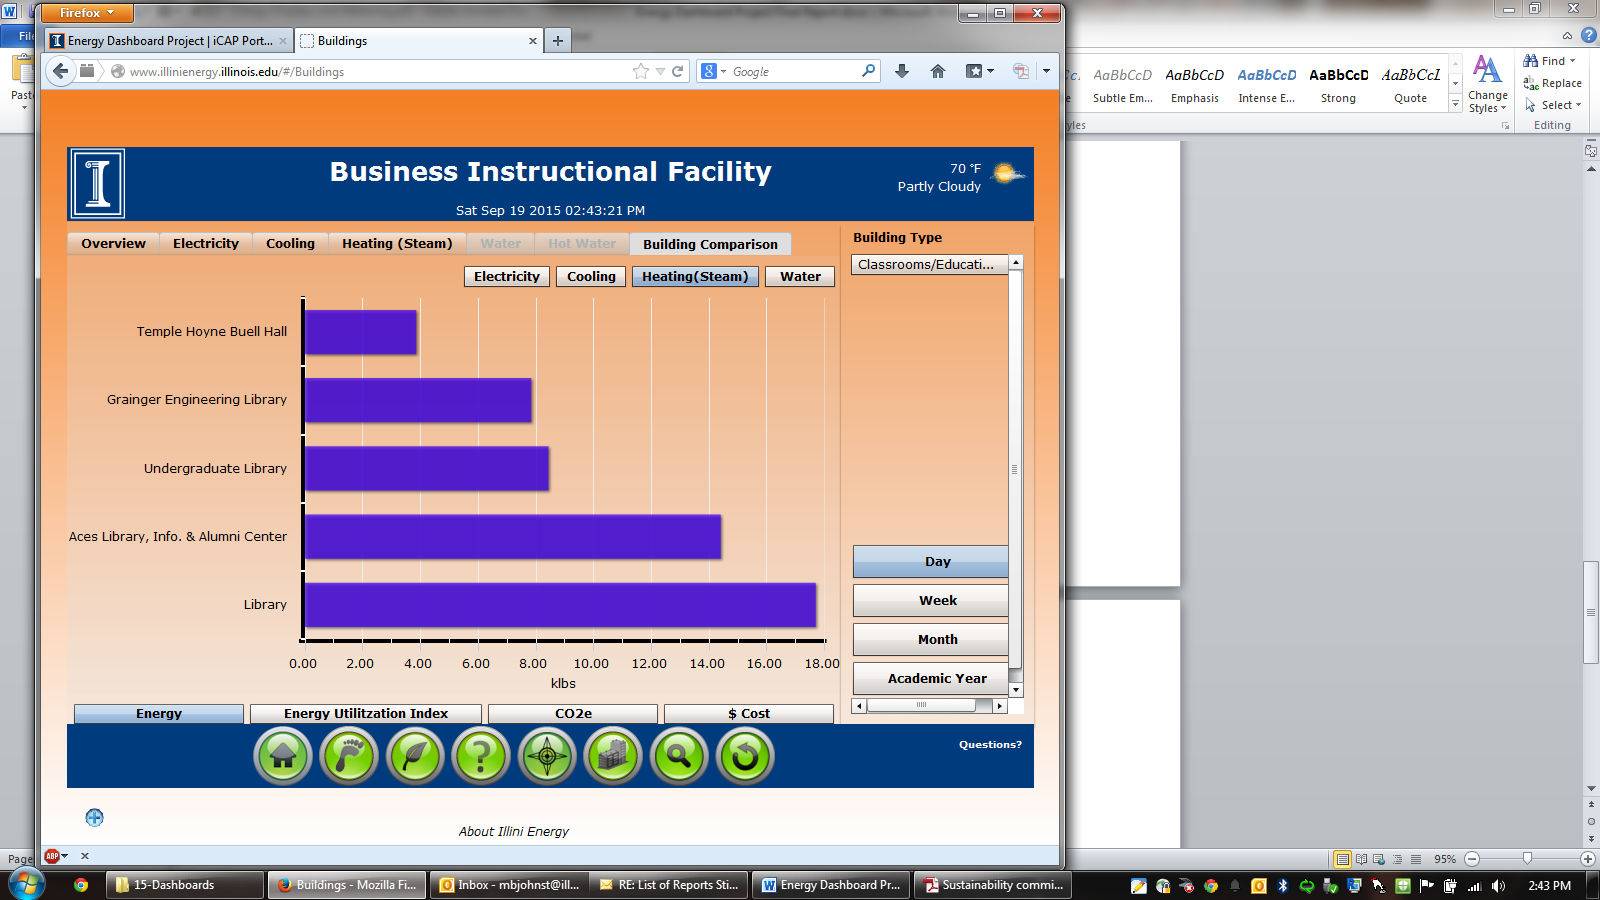 Firefox
Energy Dashboard Project | iCAP Port...
Buildings
www.illinienergy.illinois.edu/#/Buildings
Google
Business Instructional Facility
Sat Sep 19 2015 02:43:21 PM
70 °F
Partly Cloudy
Overview
Electricity
Cooling
Heating (Steam)
Water
Hot Water
Building Comparison
Electricity
Cooling
Heating(Steam)
Water
Temple Hoyne Buell Hall
Grainger Engineering Library
Undergraduate Library
Aces Library, Info. & Alumni Center
Library
0.00 2.00 4.00 6.00 8.00 10.00 12.00 14.00 16.00 18.00
klbs
Energy
Energy Utilitzation Index
CO2e
$ Cost
Building Type
Classrooms/Educati...
Day
Week
Month
Academic Year
Questions?
About Illini Energy
ABP
Past
AaBbCcD AaBbCcD AaBbCcD AaBbCcD AaBbCcI
Subtle Em... Emphasis Intense E... Strong Quote
Change
Styles
Find
Replace
Select
Editing
Page
95%
15-Dashboards
Buildings - Mozilla Fi...
Inbox - mbjohnst@ill...
RE: List of Reports Sti...
Energy Dashboard Pr...
Sustainability commi...
2:43 PM